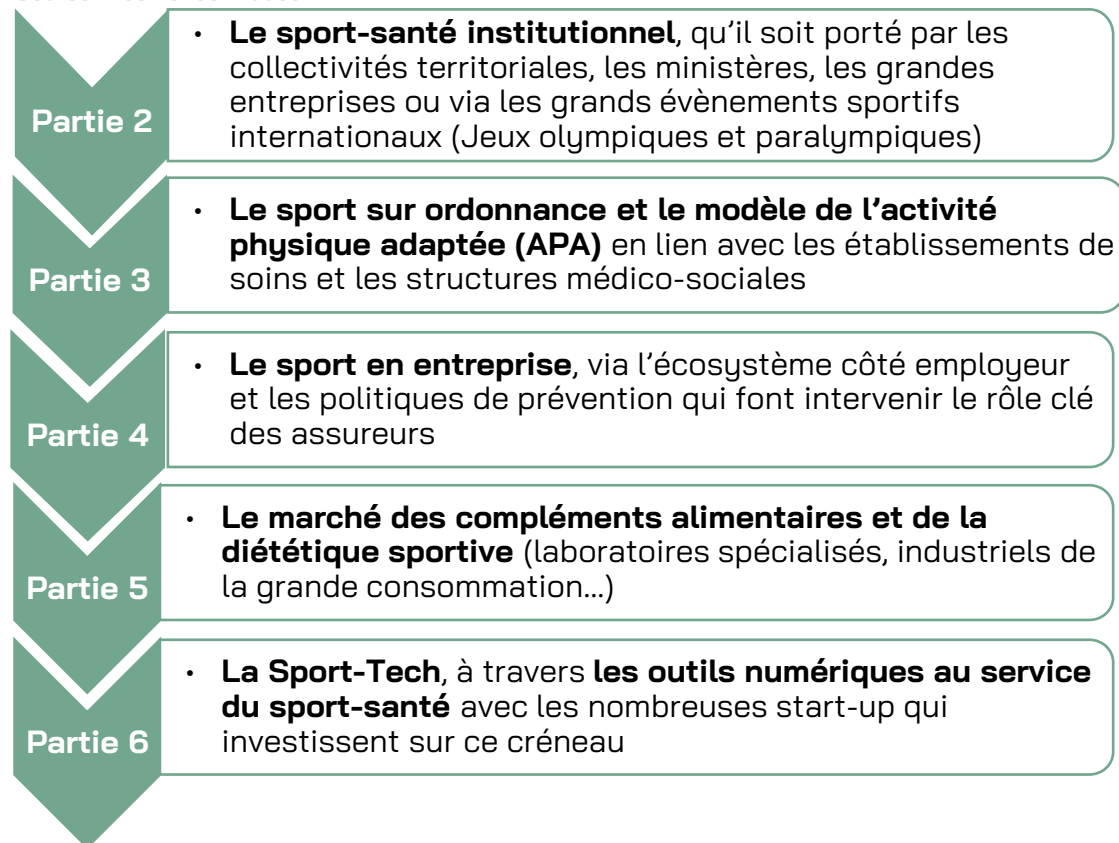 Partie 2
• Le sport-santé institutionnel, qu'il soit porté par les
collectivités territoriales, les ministères, les grandes
entreprises ou via les grands évènements sportifs
internationaux (Jeux olympiques et paralympiques)
Partie 3
• Le sport sur ordonnance et le modèle de l'activité
physique adaptée (APA) en lien avec les établissements de
soins et les structures médico-sociales
Partie 4
• Le sport en entreprise, via l'écosystème côté employeur
et les politiques de prévention qui font intervenir le rôle clé
des assureurs
Partie 5
• Le marché des compléments alimentaires et de la
diététique sportive (laboratoires spécialisés, industriels de
la grande consommation...)
Partie 6
• La Sport-Tech, à travers les outils numériques au service
du sport-santé avec les nombreuses start-up qui
investissent sur ce créneau